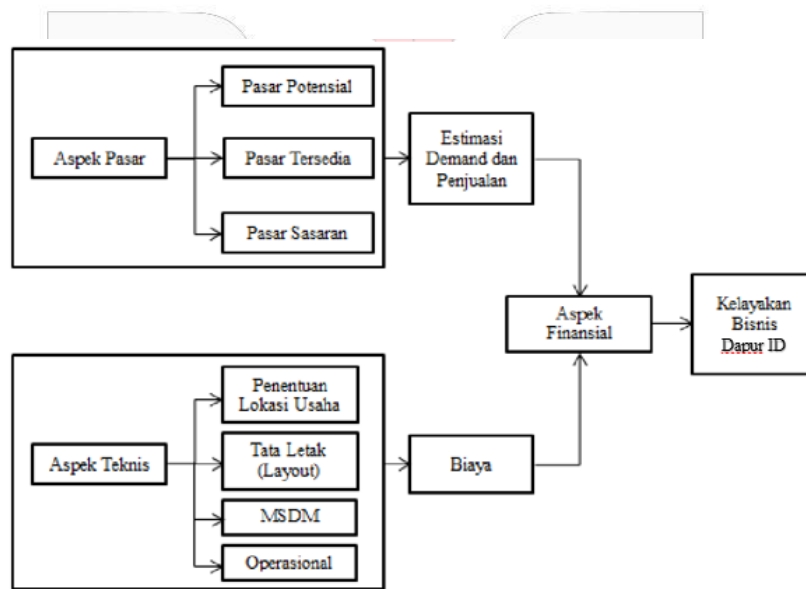 Aspek Pasar
Pasar Potensial
Pasar Tersedia
Pasar Sasaran
Estimasi
Demand dan
Penjualan
Aspek
Finansial
Kelayakan
Bisnis
Dapur ID
Aspek Teknis
Penentuan
Lokasi Usaha
Tata Letak
(Layout)
MSDM
Operasional
Biaya